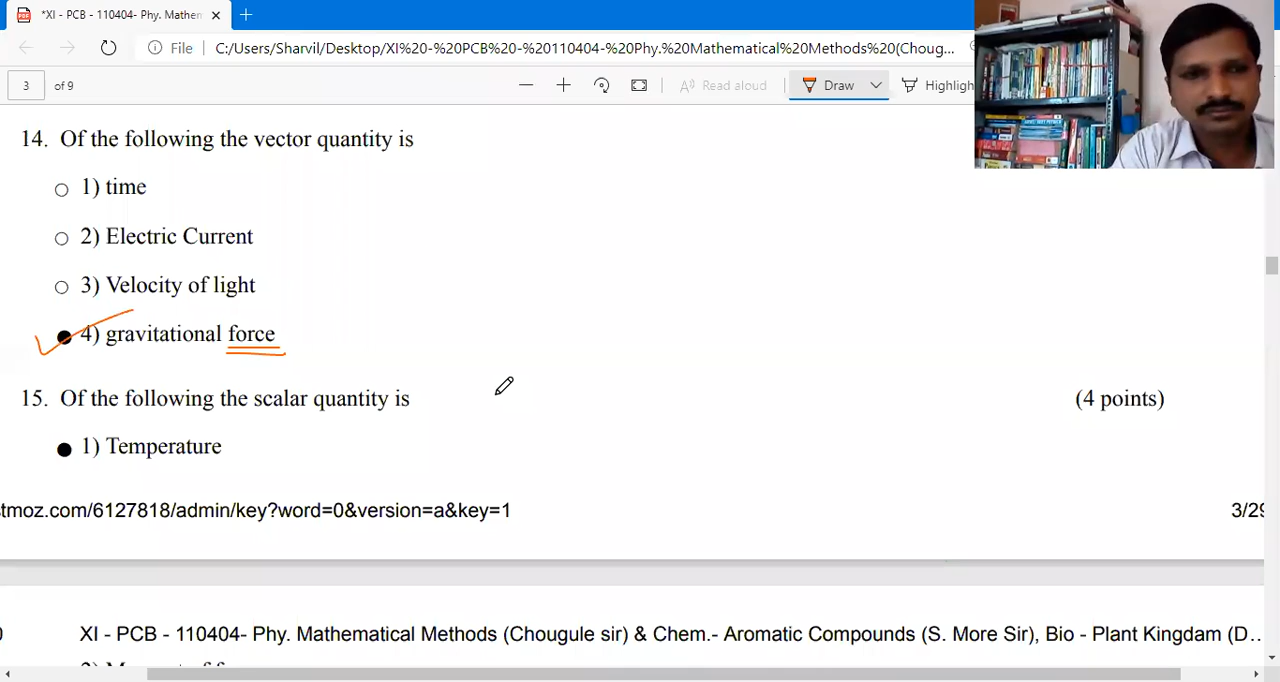 *XI - PCB - 110404- Phy. Mathem
File
C:/Users/Sharvil/Desktop/XI%20-%20PCB%20-%20110404-%20Phy.%20Mathematical%20Methods%20(Choug...
3 of 9
Read aloud
Draw
Highligh
14. Of the following the vector quantity is
1) time
2) Electric Current
3) Velocity of light
4) gravitational force
15. Of the following the scalar quantity is (4 points)
1) Temperature
stmoz.com/6127818/admin/key?word=0&version=a&key=1 3/29
XI - PCB - 110404- Phy. Mathematical Methods (Chougule sir) & Chem.- Aromatic Compounds (S. More Sir), Bio - Plant Kingdom (D...